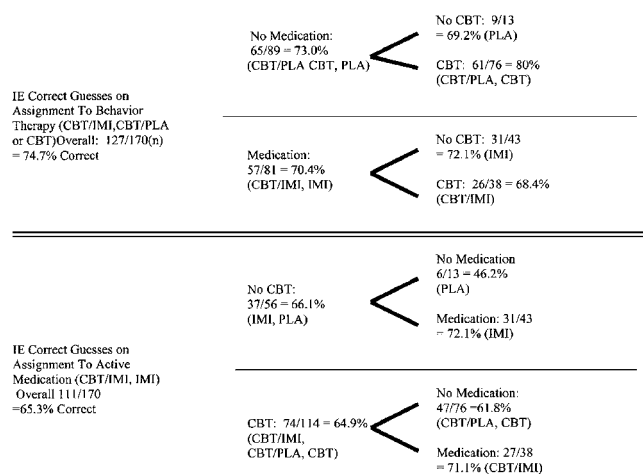 No Medication:
65/89 = 73.0%
(CBT/PLA CBT, PLA)
No CBT: 9/13
= 69.2% (PLA)
CBT: 61/76 = 80%
(CBT/PLA, CBT)
IE Correct Guesses on
Assignment To Behavior
Therapy (CBT/IMI,CBT/PLA
or CBT)Overall: 127/170(n)
= 74.7% Correct
Medication:
57/81 = 70.4%
(CBT/IMI, IMI)
No CBT: 31/43
= 72.1% (IMI)
CBT: 26/38 = 68.4%
(CBT/IMI)
No CBT:
37/56 = 66.1%
(IMI, PLA)
No Medication
6/13 = 46.2%
(PLA)
Medication: 31/43
= 72.1% (IMI)
IE Correct Guesses on
Assignment To Active
Medication (CBT/IMI, IMI)
Overall 111/170
=65.3% Correct
CBT: 74/114 = 64.9%
(CBT/IMI,
CBT/PLA, CBT)
No Medication:
47/76 =61.8%
(CBT/PLA, CBT)
Medication: 27/38
= 71.1% (CBT/IMI)